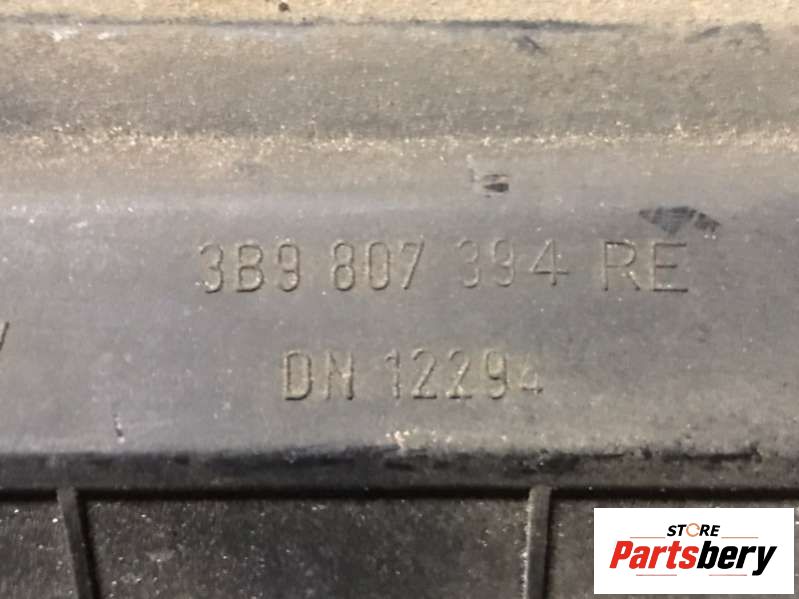 3B9 807 394 RE
DN 12294
STORE
Partsbery